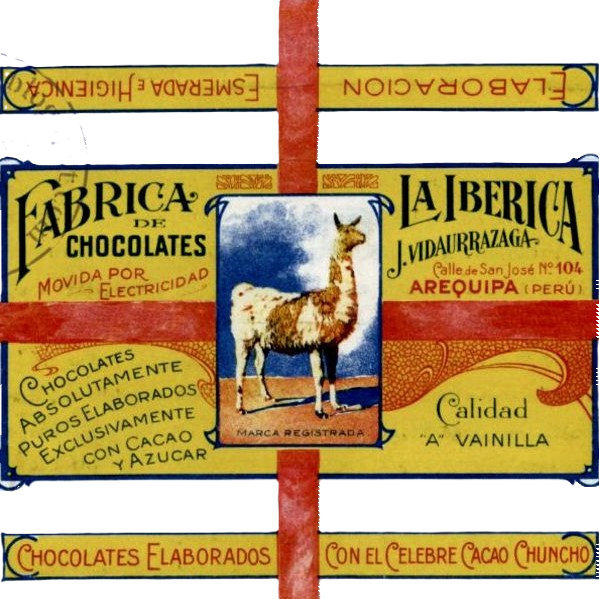 ELABORACION ESMERADA E HIGIENICA
FÁBRICA
DE
CHOCOLATES
MOVIDA POR
ELECTRICIDAD
LA IBERICA
J. VIDAURRAZAGA
Calle de San José Nº 104
AREQUIPA (PERÚ)
MARCA REGISTRADA
CHOCOLATES
ABSOLUTAMENTE
PUROS ELABORADOS
EXCLUSIVAMENTE
CON CACAO
Y AZUCAR
Calidad
"A" VAINILLA
CHOCOLATES ELABORADOS CON EL CELEBRE CACAO CHUNCHO